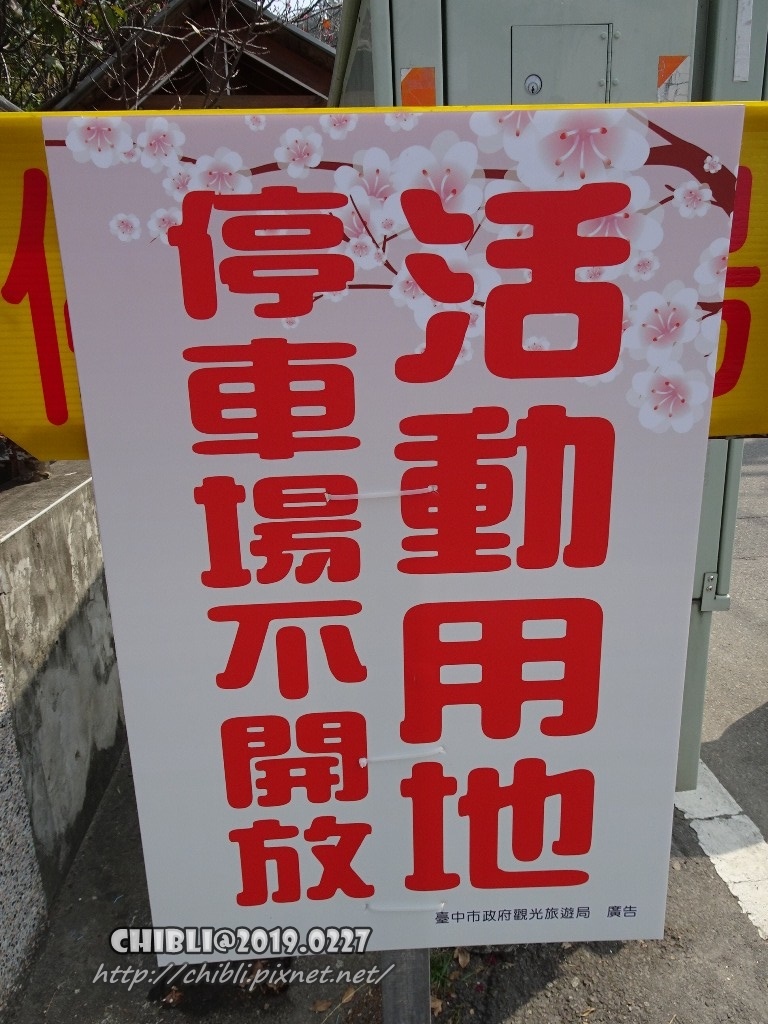 活動用地
停車場不開放
臺中市政府觀光旅遊局 廣告
CHIBLI@2019.0227
http://chibli.pixnet.net/